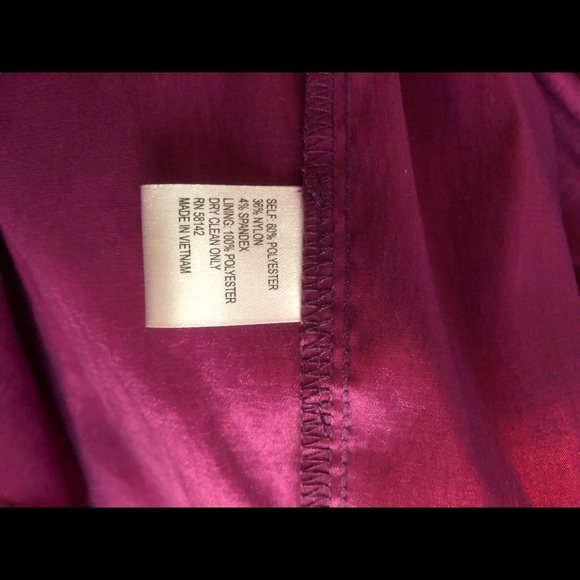 SELF: 60% POLYESTER
36% NYLON
4% SPANDEX
LINING: 100% POLYESTER
DRY CLEAN ONLY
RN 58142
MADE IN VIETNAM